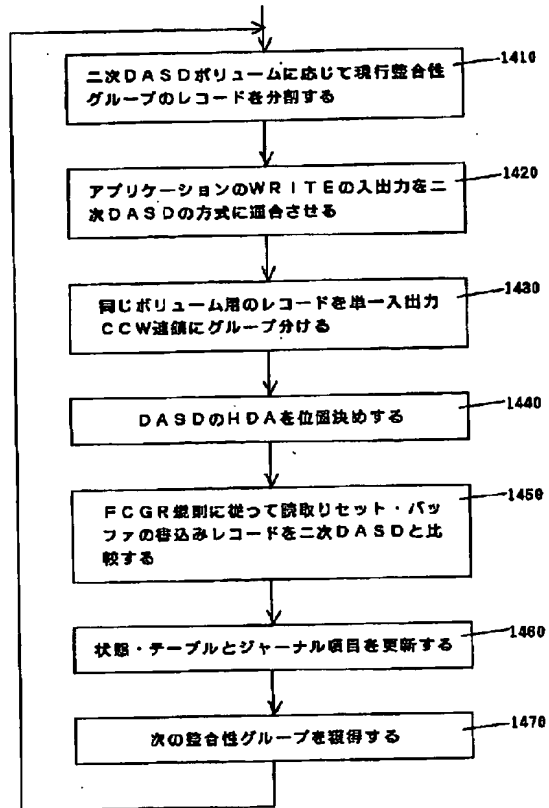 二次DASDボリュームに応じて現行整合性
グループのレコードを分割する
1410
アプリケーションのWRITEの入出力を二
次DASDの方式に適合させる
1420
同じボリューム用のレコードを単一入出力
CCW連鎖にグループ分ける
1430
DASDのHDAを位置決めする
1440
FCGR規則に従って読取りセット・バッ
ファの書込みレコードを二次DASDと比
較する
1450
状態・テーブルとジャーナル項目を更新する
1460
次の整合性グループを獲得する
1470